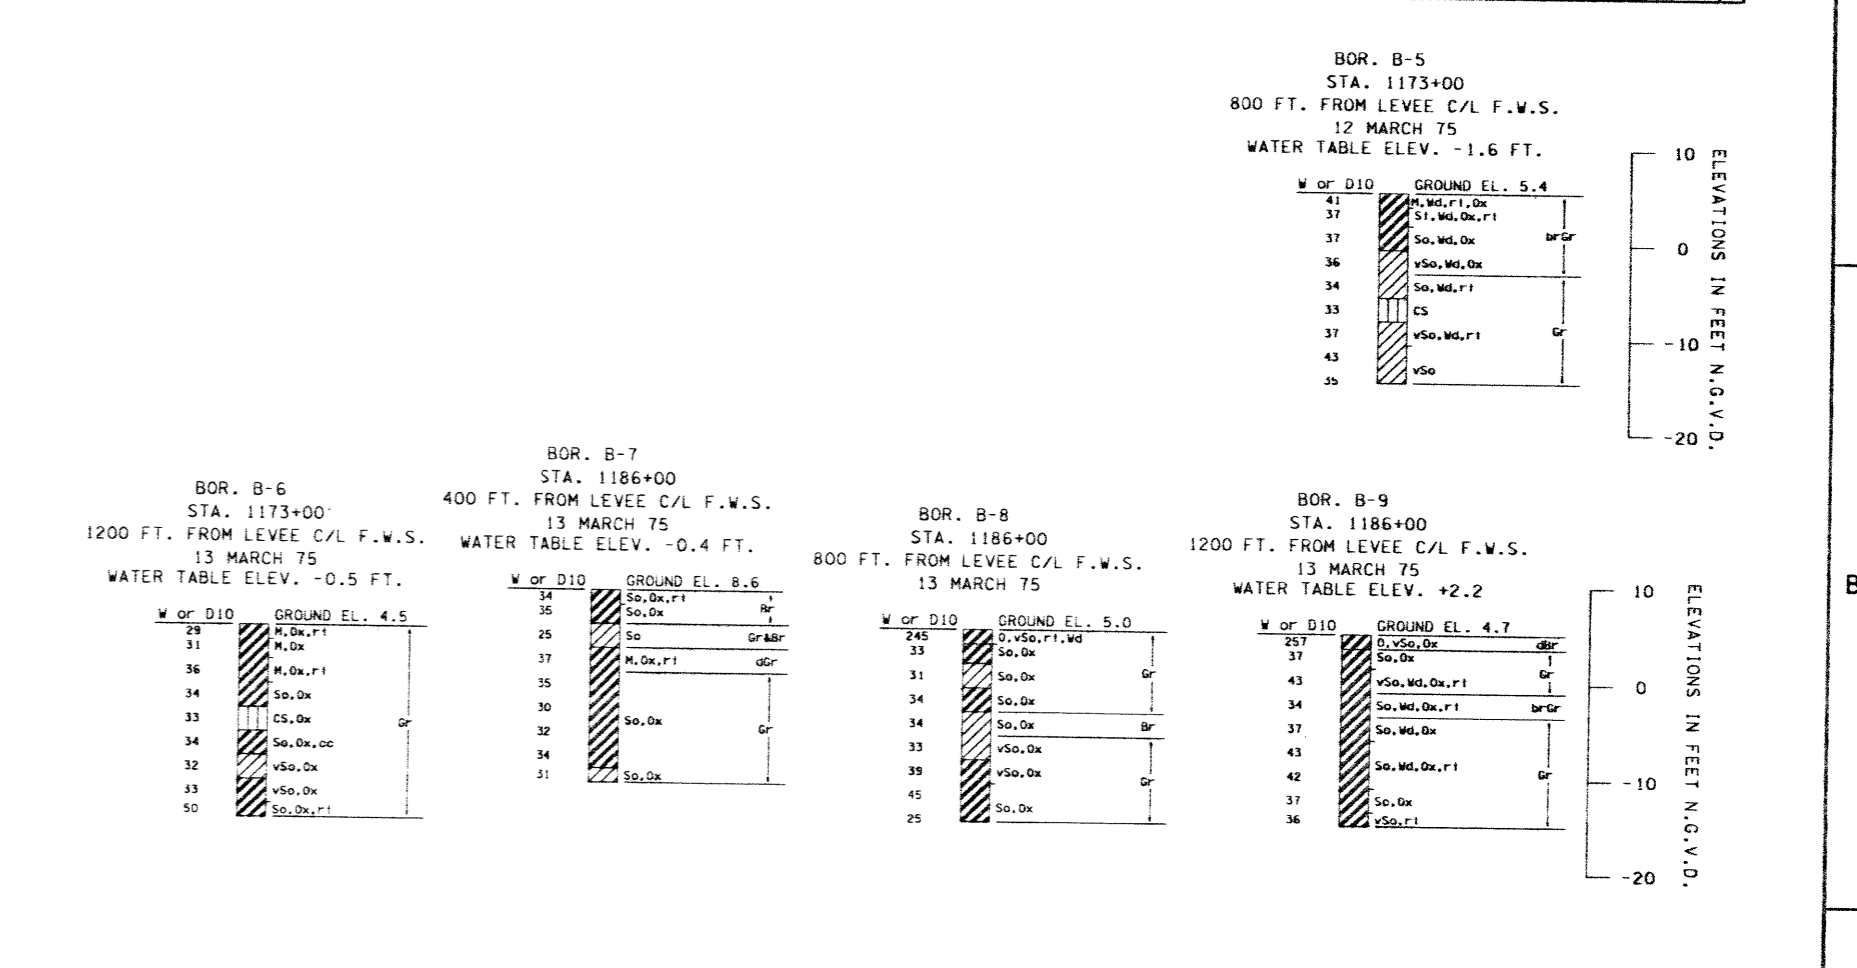 BOR. B-5
STA. 1173+00
800 FT. FROM LEVEE C/L F.W.S.
12 MARCH 75
WATER TABLE ELEV. -1.6 FT.
W or D10 GROUND EL. 5.4
41 M,Wd,rt,Ox
37 St,Wd,Ox,rt
37 So,Wd,Ox brGr
36 vSo,Wd,Ox
34 So,Wd,rt
33 CS
37 vSo,Wd,rt Gr
43
vSo
35
10
0
-10
-20
ELEVATIONS IN FEET N.G.V.D.
BOR. B-6
STA. 1173+00
1200 FT. FROM LEVEE C/L F.W.S.
13 MARCH 75
WATER TABLE ELEV. -0.5 FT.
W or D10 GROUND EL. 4.5
29 M,Ox,rt
31 M,Ox
36 M,Ox,rt
34 So,Ox
33 CS,Ox Gr
34 So,Ox,cc
32 vSo,Ox
33 vSo,Ox
50 So,Ox,rt
BOR. B-7
STA. 1186+00
400 FT. FROM LEVEE C/L F.W.S.
13 MARCH 75
WATER TABLE ELEV. -0.4 FT.
W or D10 GROUND EL. 8.6
34 So,Ox,rt
35 So,Ox Br
25 So Gr&Br
37 M,Ox,rt dGr
35
30
So,Ox
32 Gr
34
31 So,Ox
BOR. B-8
STA. 1186+00
800 FT. FROM LEVEE C/L F.W.S.
13 MARCH 75
W or D10 GROUND EL. 5.0
245 O,vSo,rt,Wd
33 So,Ox
31 So,Ox Gr
34 So,Ox
34 So,Ox Br
33 vSo,Ox
39 vSo,Ox Gr
45
So,Ox
25
BOR. B-9
STA. 1186+00
1200 FT. FROM LEVEE C/L F.W.S.
13 MARCH 75
WATER TABLE ELEV. +2.2
W or D10 GROUND EL. 4.7
257 O,vSo,Ox dBr
37 So,Ox
43 vSo,Wd,Ox,rt Gr
34 So,Wd,Ox,rt brGr
37 So,Wd,Ox
43
So,Wd,Ox,rt
42 Gr
37 So,Ox
36 vSo,rt
10
0
-10
-20
ELEVATIONS IN FEET N.G.V.D.
B